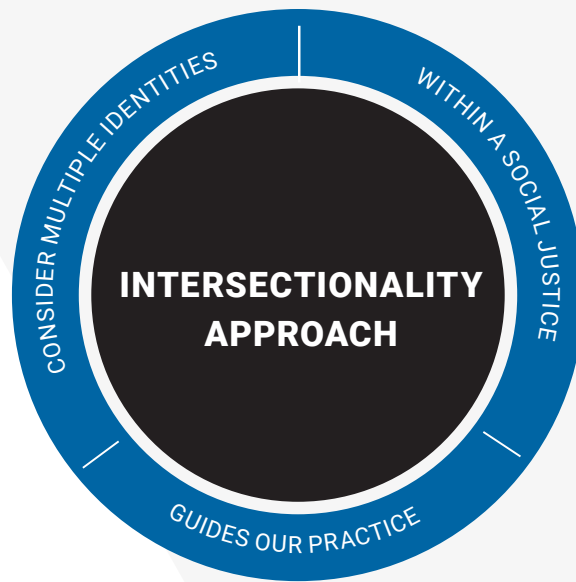 CONSIDER MULTIPLE IDENTITIES
WITHIN A SOCIAL JUSTICE
INTERSECTIONALITY
APPROACH
GUIDES OUR PRACTICE